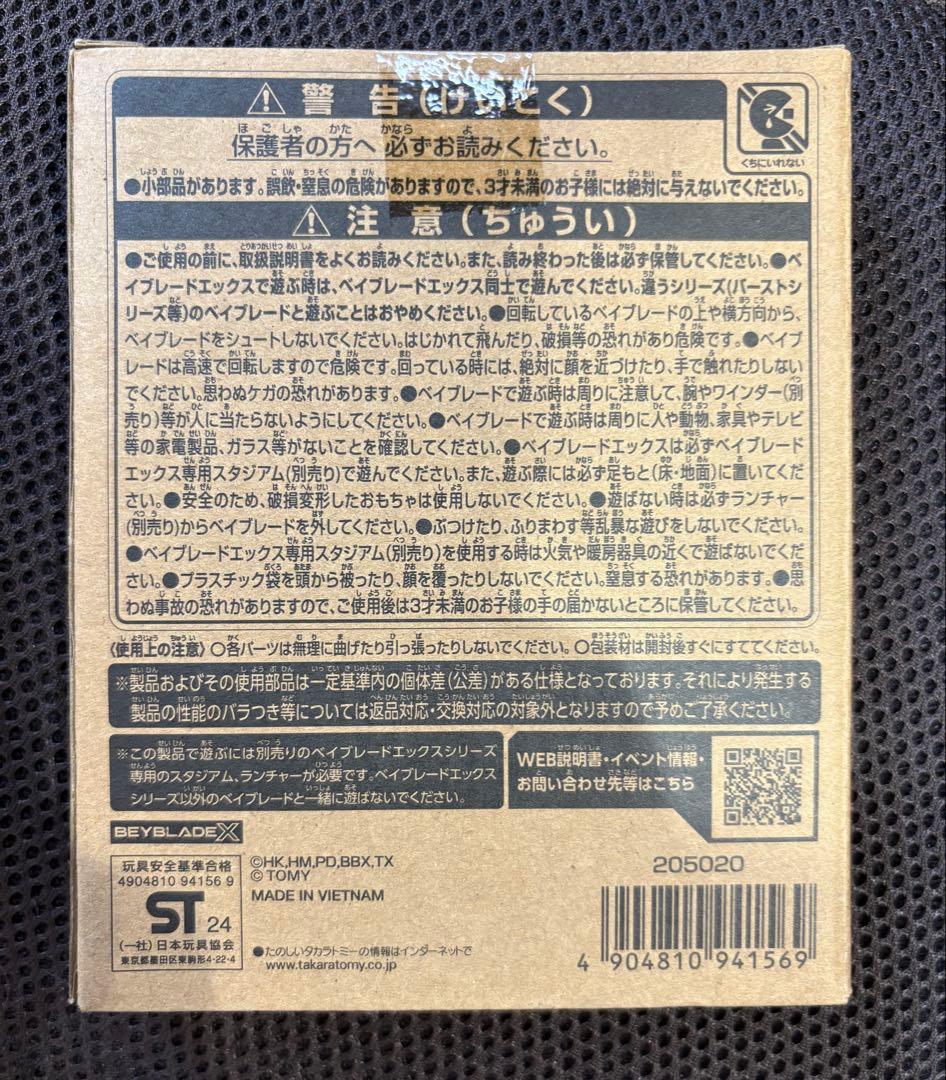 警告(けいこく)
保護者の方へ 必ずお読みください。
くちにいれない
●小部品があります。誤飲・窒息の危険がありますので、3才未満のお子様には絶対に与えないでください。
注意(ちゅうい)
●ご使用の前に、取扱説明書をよくお読みください。また、読み終わった後は必ず保管してください。●ベ
イブレードエックスで遊ぶ時は、ベイブレードエックス同士で遊んでください。違うシリーズ(バーストシ
リーズ等)のベイブレードと遊ぶことはおやめください。●回転しているベイブレードの上や横方向から、
ベイブレードをシュートしないでください。はじかれて飛んだり、破損等の恐れがあり危険です。●ベイブ
レードは高速で回転しますので危険です。回っている時には、絶対に顔を近づけたり、手で触れたりしな
いでください。思わぬケガの恐れがあります。●ベイブレードで遊ぶ時は周りに注意して、腕やワインダー(別
売り)等が人に当たらないようにしてください。●ベイブレードで遊ぶ時は周りに人や動物、家具やテレビ
等の家電製品、ガラス等がないことを確認してください。●ベイブレードエックスは必ずベイブレード
エックス専用スタジアム(別売り)で遊んでください。また、遊ぶ際には必ず足もと(床・地面)に置いてくだ
さい。●安全のため、破損変形したおもちゃは使用しないでください。●遊ばない時は必ずランチャー
(別売り)からベイブレードを外してください。●ぶつけたり、ふりまわす等乱暴な遊びをしないでください。
●ベイブレードエックス専用スタジアム(別売り)を使用する時は火気や暖房器具の近くで遊ばないでくだ
さい。●プラスチック袋を頭から被ったり、顔を覆ったりしないでください。窒息する恐れがあります。●思
わぬ事故の恐れがありますので、ご使用後は3才未満のお子様の手の届かないところに保管してください。
《使用上の注意》○各パーツは無理に曲げたり引っ張ったりしないでください。○包装材は開封後すぐにすててください。
※製品およびその使用部品は一定基準内の個体差(公差)がある仕様となっております。それにより発生する
製品の性能のバラつき等については返品対応・交換対応の対象外となりますので予めご了承ください。
※この製品で遊ぶには別売りのベイブレードエックスシリーズ
専用のスタジアム、ランチャーが必要です。ベイブレードエックス
シリーズ以外のベイブレードと一緒に遊ばないでください。
WEB説明書・イベント情報・
お問い合わせ先等はこちら
BEYBLADE X
玩具安全基準合格
4904810 94156 9
ST 24
(一社)日本玩具協会
東京都墨田区東駒形4-22-4
©HK,HM,PD,BBX,TX
© TOMY
MADE IN VIETNAM
●たのしいタカラトミーの情報はインターネットで
www.takaratomy.co.jp
205020
4 904810 941569